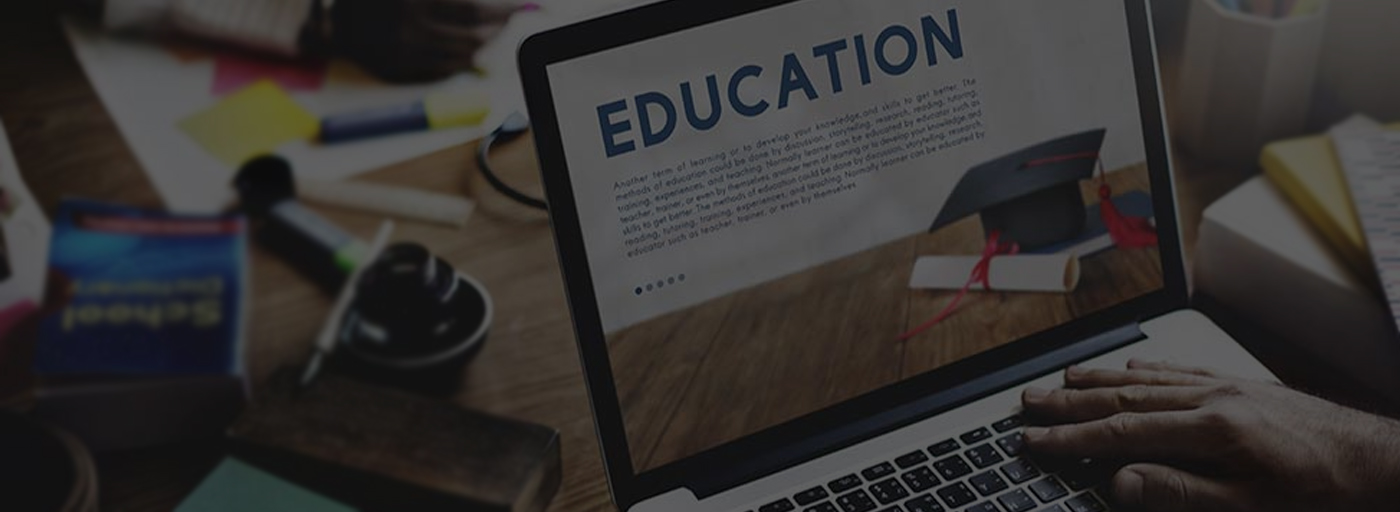 EDUCATION
Another term of learning or to develop your knowledge,and skills to get better. The
methods of education could be done by discussion, storytelling, research, reading, tutoring,
training, experiences, and teaching. Normally learner can be educated by educator such as
teacher, trainer, or even by themselves. another term of learning or to develop your knowledge,and
skills to get better. The methods of education could be done by discussion, storytelling, research,
reading, tutoring, training, experiences, and teaching. Normally learner can be educated by
educator such as teacher, trainer, or even by themselves
School
Dictionary